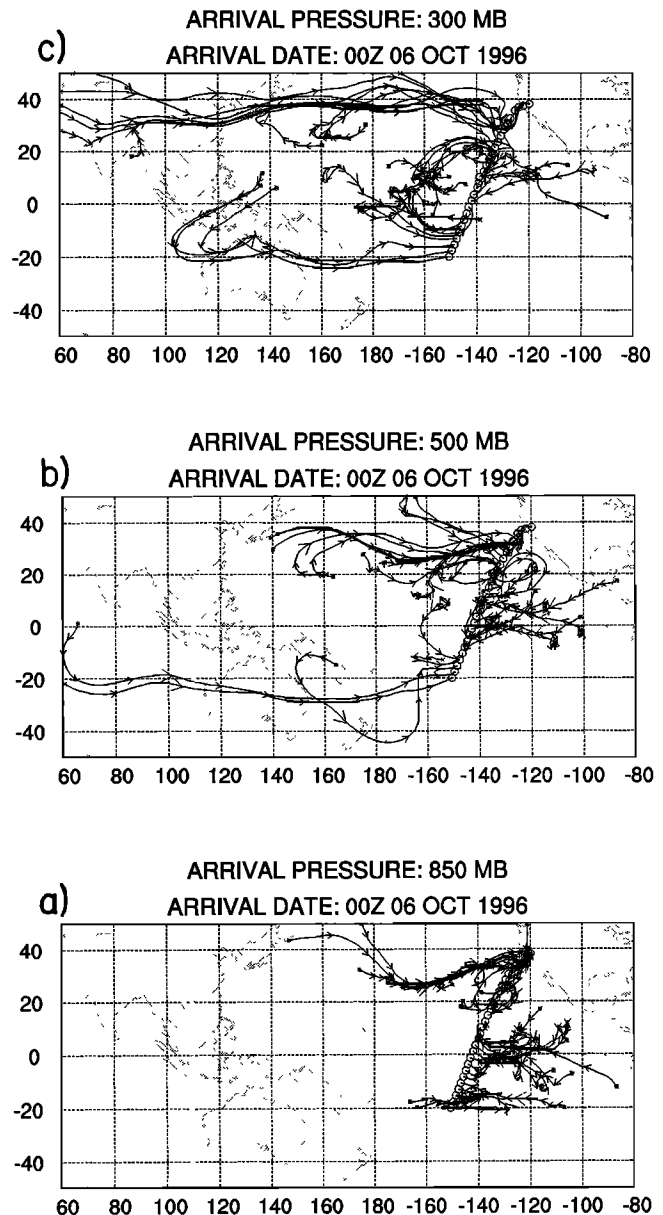 ARRIVAL PRESSURE: 300 MB
c)
ARRIVAL DATE: 00Z 06 OCT 1996
40
20
0
-20
-40
60 80 100 120 140 160 180 -160 -140 -120 -100 -80
ARRIVAL PRESSURE: 500 MB
b)
ARRIVAL DATE: 00Z 06 OCT 1996
40
20
0
-20
-40
60 80 100 120 140 160 180 -160 -140 -120 -100 -80
ARRIVAL PRESSURE: 850 MB
a)
ARRIVAL DATE: 00Z 06 OCT 1996
40
20
0
-20
-40
60 80 100 120 140 160 180 -160 -140 -120 -100 -80